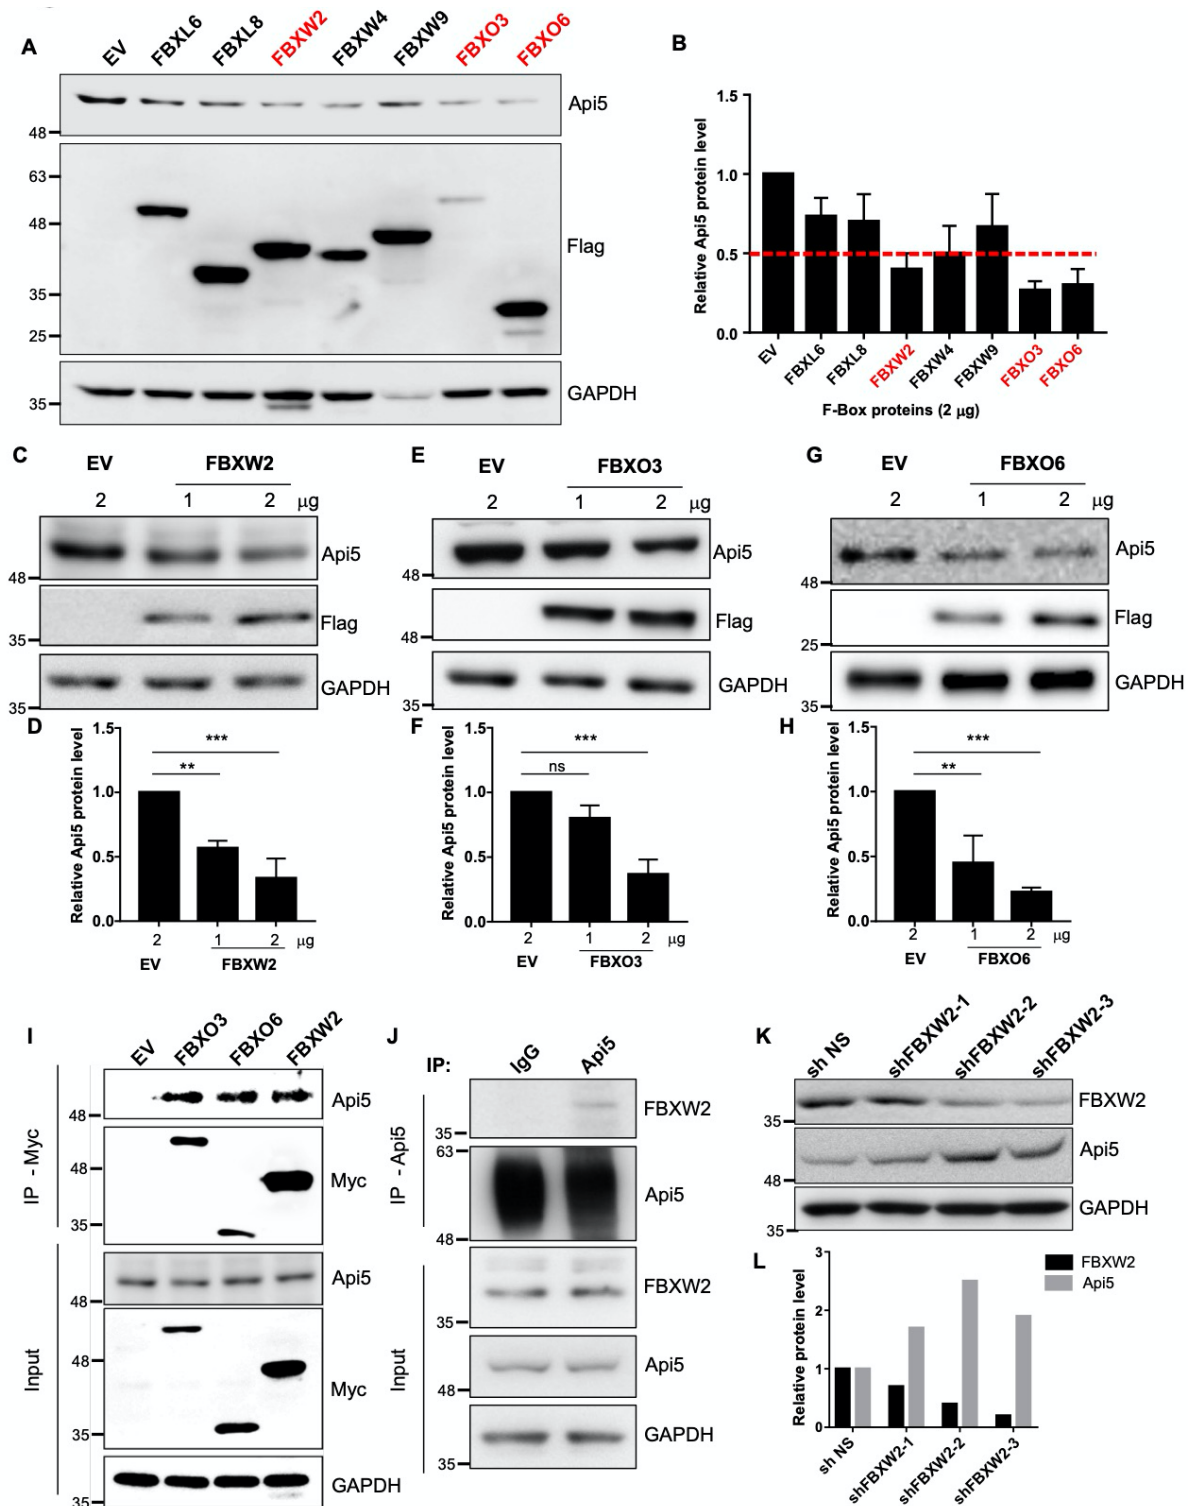 A
EV FBXL6 FBXL8 FBXW2 FBXW4 FBXW9 FBXO3 FBXO6
Api5
48
63
48
Flag
35
25
35
GAPDH
B
1.5
1.0
0.5
0.0
Relative Api5 protein level
EV FBXL6 FBXL8 FBXW2 FBXW4 FBXW9 FBXO3 FBXO6
F-Box proteins (2 µg)
C
EV FBXW2
2 1 2 µg
Api5
48
Flag
35
GAPDH
35
E
EV FBXO3
2 1 2 µg
Api5
48
Flag
48
GAPDH
35
G
EV FBXO6
2 1 2 µg
Api5
48
Flag
25
GAPDH
35
D
1.5
1.0
0.5
0.0
Relative Api5 protein level
***
**
2 1 2 µg
EV FBXW2
F
1.5
1.0
0.5
0.0
Relative Api5 protein level
***
ns
2 1 2 µg
EV FBXO3
H
1.5
1.0
0.5
0.0
Relative Api5 protein level
***
**
2 1 2 µg
EV FBXO6
I
EV FBXO3 FBXO6 FBXW2
IP - Myc
Api5
48
48
Myc
35
Input
Api5
48
48
Myc
35
GAPDH
35
J
IP: IgG Api5
IP - Api5
FBXW2
35
63
Api5
48
Input
FBXW2
35
Api5
48
GAPDH
35
K
sh NS shFBXW2-1 shFBXW2-2 shFBXW2-3
FBXW2
35
Api5
48
GAPDH
35
L
3
2
1
0
Relative protein level
FBXW2
Api5
sh NS shFBXW2-1 shFBXW2-2 shFBXW2-3